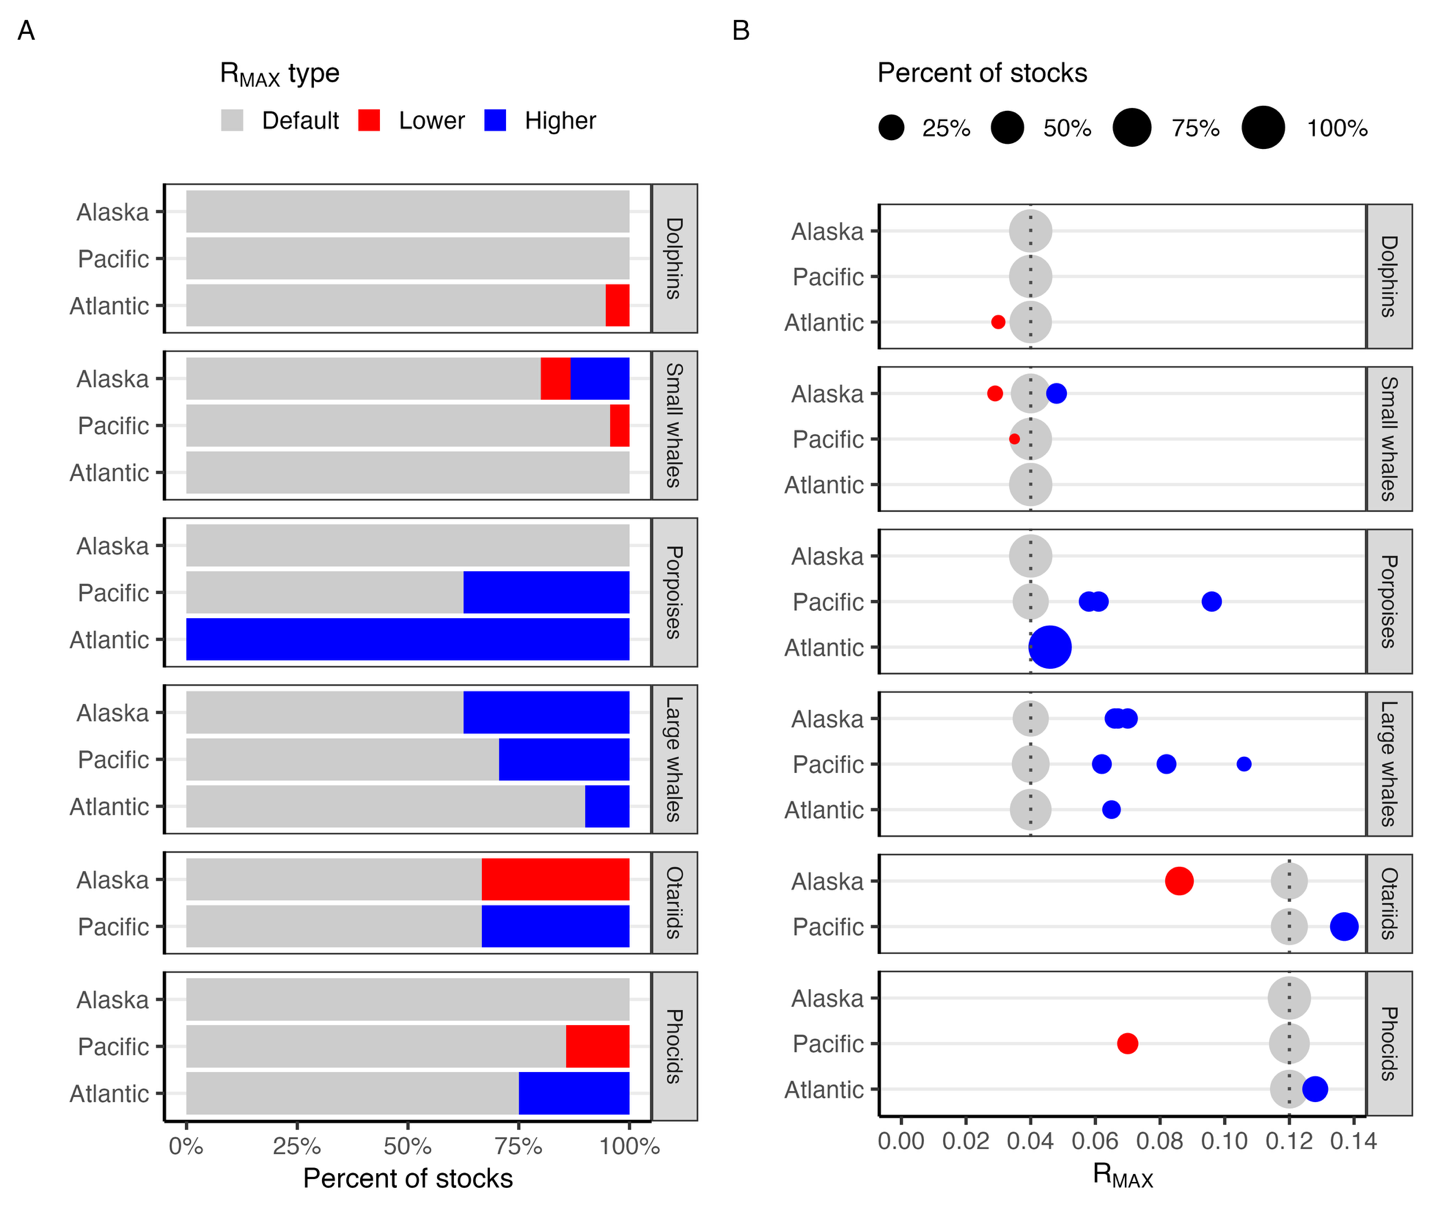 A
R_MAX type
Default Lower Higher
Alaska
Pacific
Atlantic
Dolphins
Alaska
Pacific
Atlantic
Small whales
Alaska
Pacific
Atlantic
Porpoises
Alaska
Pacific
Atlantic
Large whales
Alaska
Pacific
Otariids
Alaska
Pacific
Atlantic
Phocids
0% 25% 50% 75% 100%
Percent of stocks
B
Percent of stocks
25% 50% 75% 100%
Alaska
Pacific
Atlantic
Dolphins
Alaska
Pacific
Atlantic
Small whales
Alaska
Pacific
Atlantic
Porpoises
Alaska
Pacific
Atlantic
Large whales
Alaska
Pacific
Otariids
Alaska
Pacific
Atlantic
Phocids
0.00 0.02 0.04 0.06 0.08 0.10 0.12 0.14
R_MAX